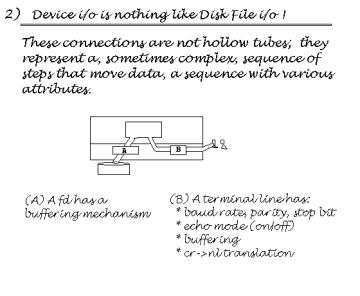 2) Device i/o is nothing like Disk File i/o !
These connections are not hollow tubes; they
represent a, sometimes complex, sequence of
steps that move data, a sequence with various
attributes.
A
B
(A) A fd has a
buffering mechanism
(B) A terminal line has:
* baud rate, parity, stop bit
* echo mode (on/off)
* buffering
* cr->nl translation